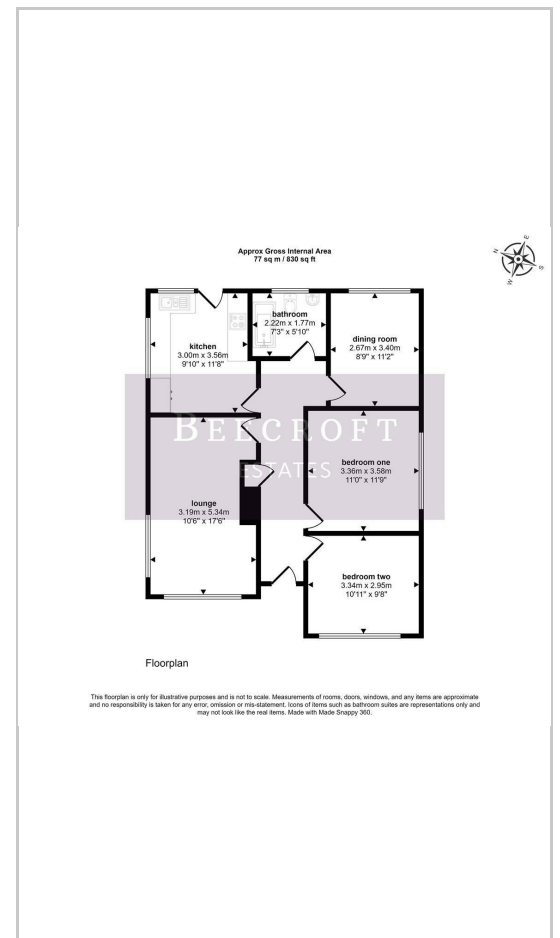 Approx Gross Internal Area
77 sq m / 830 sq ft
N
E
S
W
bathroom
2.22m x 1.77m
7'3" x 5'10"
kitchen
3.00m x 3.56m
9'10" x 11'8"
dining room
2.67m x 3.40m
8'9" x 11'2"
BEECROFT
ESTATES
bedroom one
3.36m x 3.58m
11'0" x 11'9"
lounge
3.19m x 5.34m
10'6" x 17'6"
bedroom two
3.34m x 2.95m
10'11" x 9'8"
Floorplan
This floorplan is only for illustrative purposes and is not to scale. Measurements of rooms, doors, windows, and any items are approximate
and no responsibility is taken for any error, omission or mis-statement. Icons of items such as bathroom suites are representations only and
may not look like the real items. Made with Made Snappy 360.